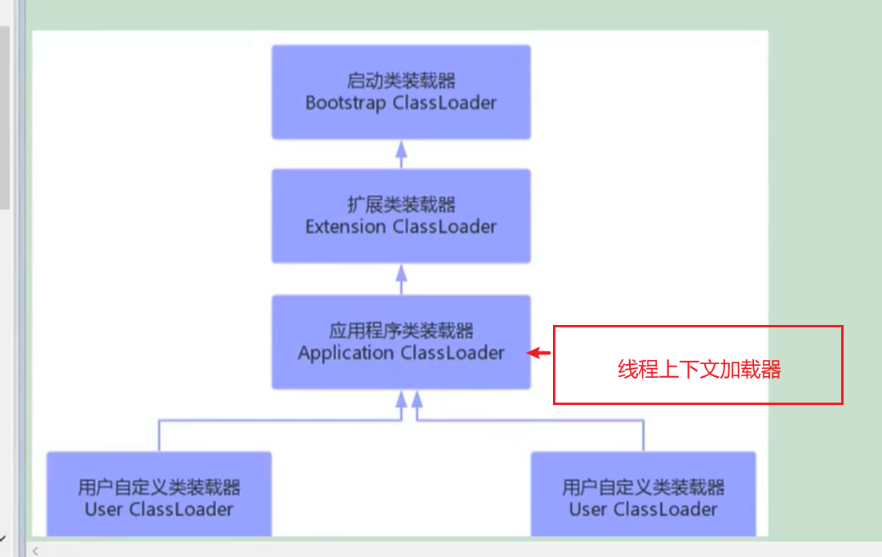 启动类装载器
Bootstrap ClassLoader
扩展类装载器
Extension ClassLoader
应用程序类装载器
Application ClassLoader
线程上下文加载器
用户自定义类装载器
User ClassLoader
用户自定义类装载器
User ClassLoader